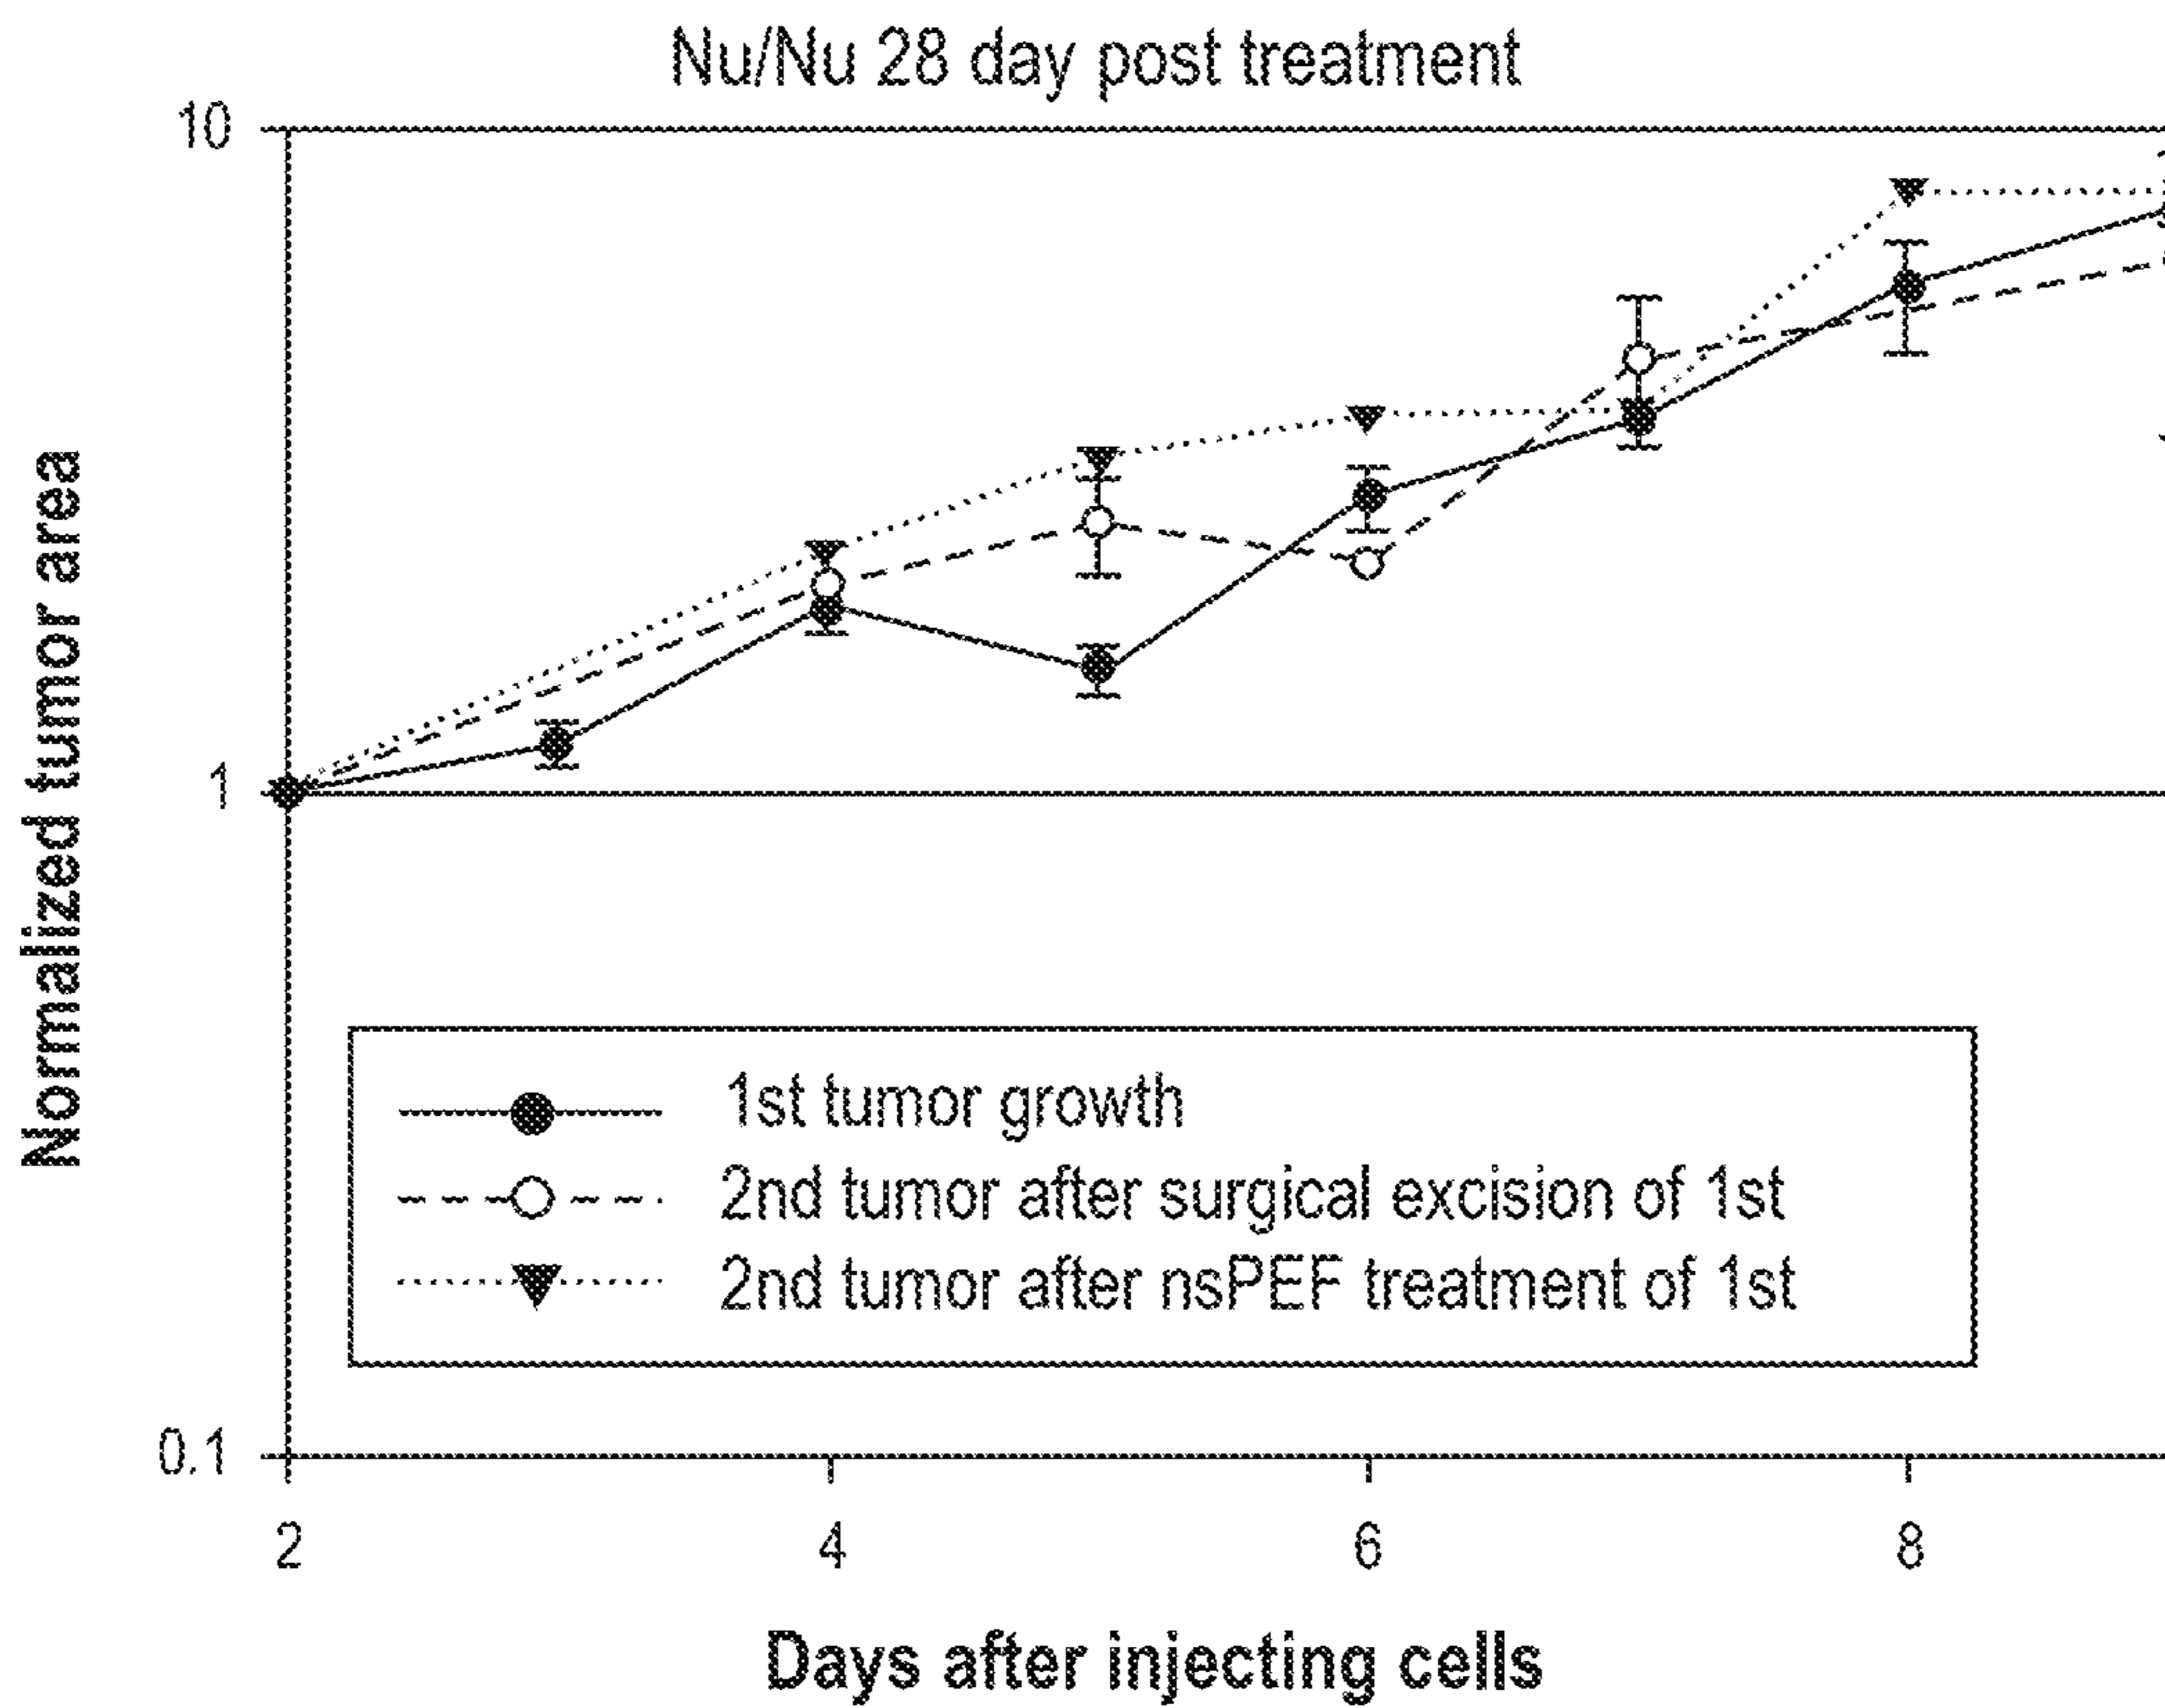 Nu/Nu 28 day post treatment
10
1
0.1
Normalized tumor area
1st tumor growth
2nd tumor after surgical excision of 1st
2nd tumor after nsPEF treatment of 1st
2 4 6 8
Days after injecting cells